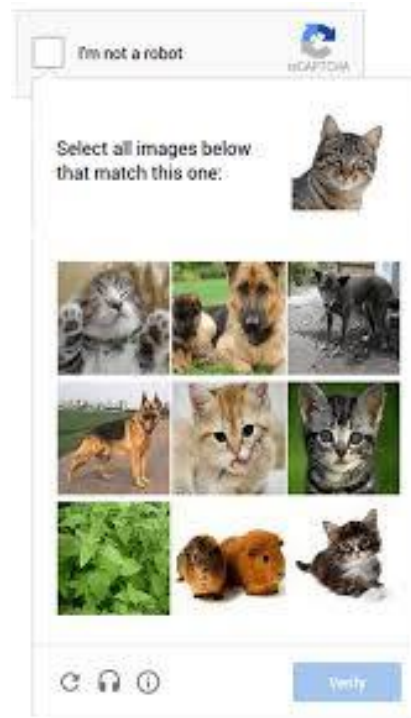 I'm not a robot
reCAPTCHA
Select all images below
that match this one:
Verify